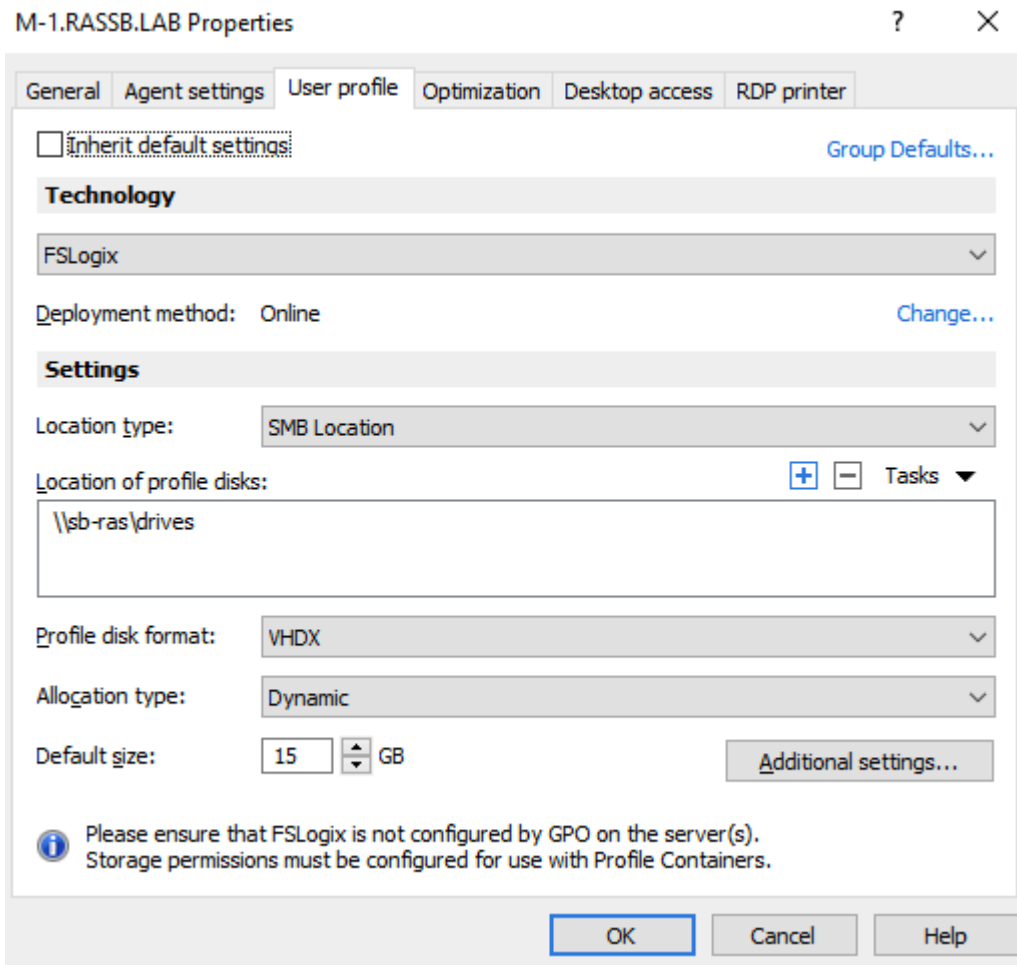 M-1.RASSB.LAB Properties
General Agent settings User profile Optimization Desktop access RDP printer
Inherit default settings
Group Defaults...
Technology
FSLogix
Deployment method: Online Change...
Settings
Location type: SMB Location
Location of profile disks: Tasks
\\sb-ras\drives
Profile disk format: VHDX
Allocation type: Dynamic
Default size: 15 GB Additional settings...
Please ensure that FSLogix is not configured by GPO on the server(s).
Storage permissions must be configured for use with Profile Containers.
OK Cancel Help